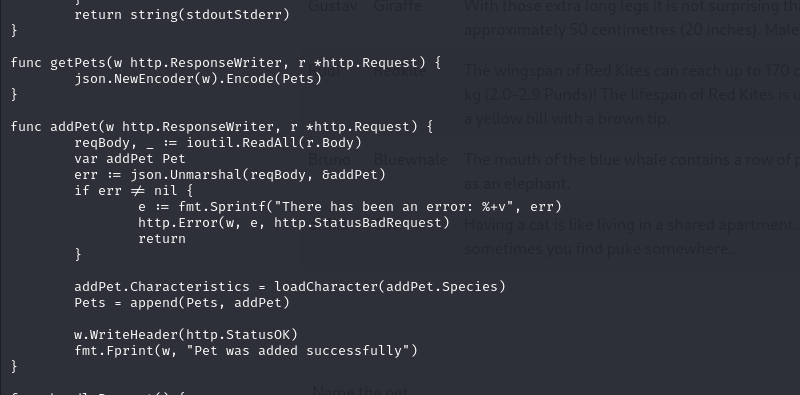 }
return string(stdoutStderr)
}
func getPets(w http.ResponseWriter, r *http.Request) {
json.NewEncoder(w).Encode(Pets)
}
func addPet(w http.ResponseWriter, r *http.Request) {
reqBody, _ := ioutil.ReadAll(r.Body)
var addPet Pet
err := json.Unmarshal(reqBody, &addPet)
if err ≠ nil {
e := fmt.Sprintf("There has been an error: %+v", err)
http.Error(w, e, http.StatusBadRequest)
return
}
addPet.Characteristics = loadCharacter(addPet.Species)
Pets = append(Pets, addPet)
w.WriteHeader(http.StatusOK)
fmt.Fprint(w, "Pet was added successfully")
}
Gustav Giraffe With those extra long legs it is not surprising
approximately 50 centimetres (20 inches). Male
The wingspan of Red Kites can reach up to 170
kg (2,0-2,9 Punds)| The lifespan of Red Kites is
a yellow bill with a brown tip.
Bruno Bluewhale The mouth of the blue whale contains a row of
as an elephant.
Having a cat is like living in a shared apartment.
sometimes you find puke somewhere...
Name the pet